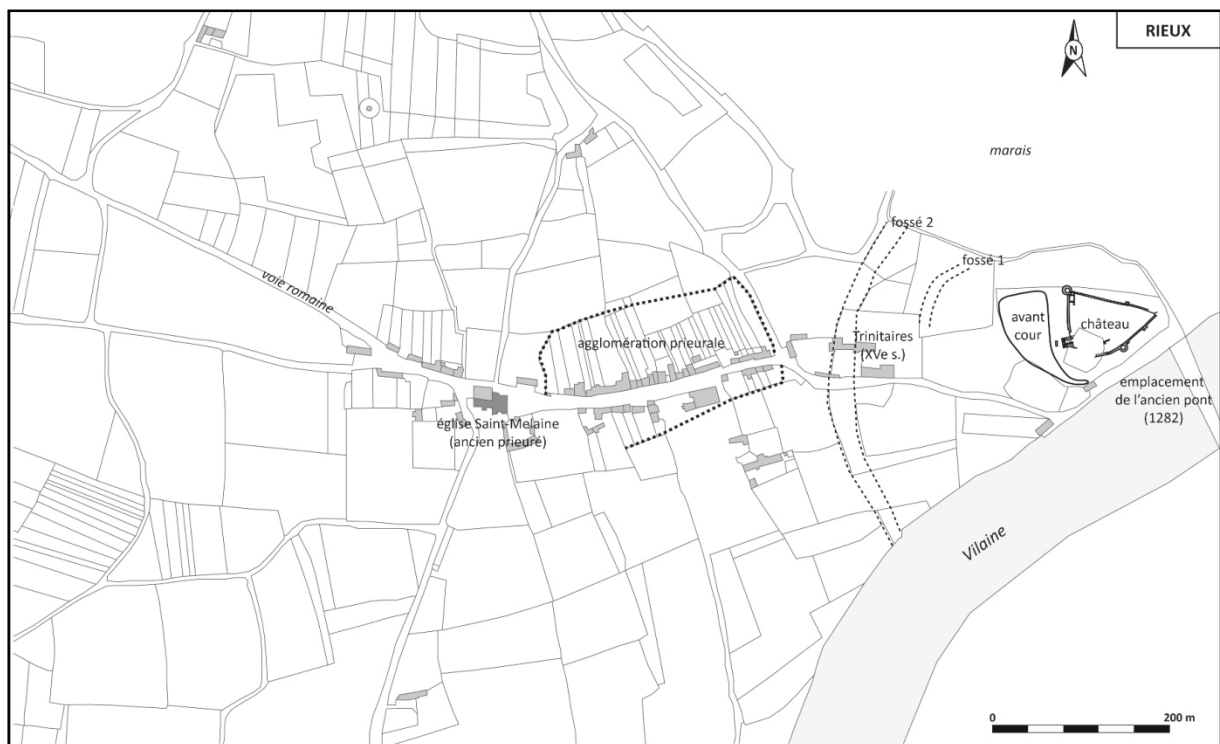 RIEUX
N
marais
fossé 2
fossé 1
voie romaine
avant
cour
château
agglomération prieurale
Trinitaires
(XVe s.)
emplacement
de l'ancien pont
(1282)
église Saint-Melaine
(ancien prieuré)
Vilaine
0
200 m